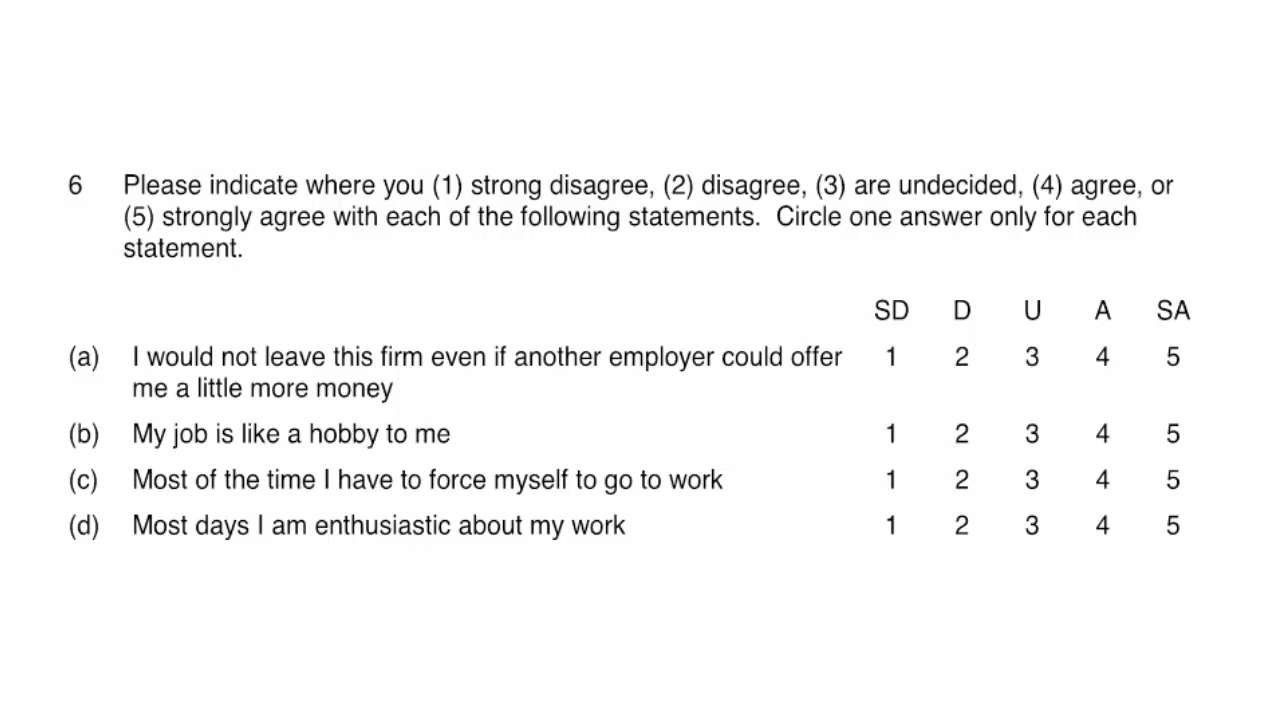 6 Please indicate where you (1) strong disagree, (2) disagree, (3) are undecided, (4) agree, or
(5) strongly agree with each of the following statements. Circle one answer only for each
statement.
SD D U A SA
(a) I would not leave this firm even if another employer could offer 1 2 3 4 5
me a little more money
(b) My job is like a hobby to me 1 2 3 4 5
(c) Most of the time I have to force myself to go to work 1 2 3 4 5
(d) Most days I am enthusiastic about my work 1 2 3 4 5